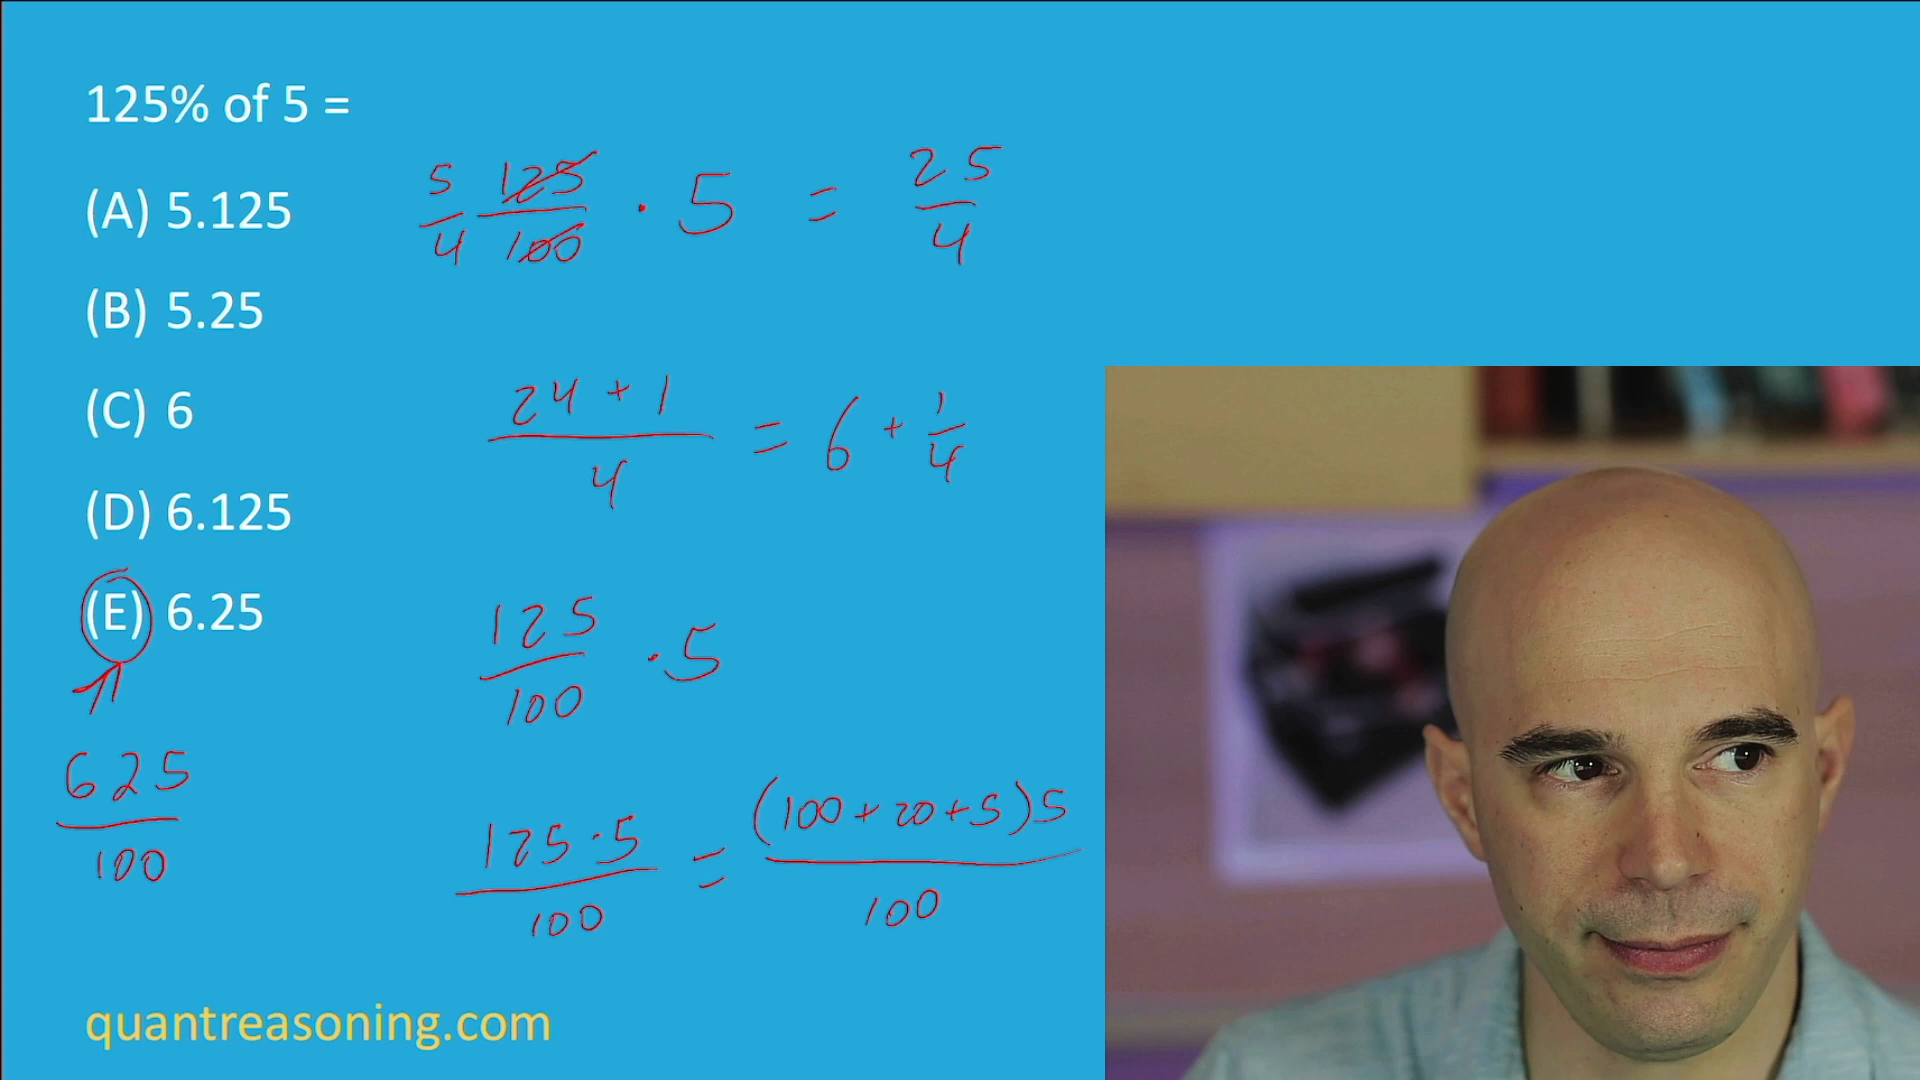 125% of 5 =
(A) 5.125
(B) 5.25
(C) 6
(D) 6.125
(E) 6.25
5/4 125/100 · 5 = 25/4
(24 + 1)/4 = 6 + 1/4
125/100 · 5
625/100
125·5/100 = (100+20+5)5/100
quantreasoning.com